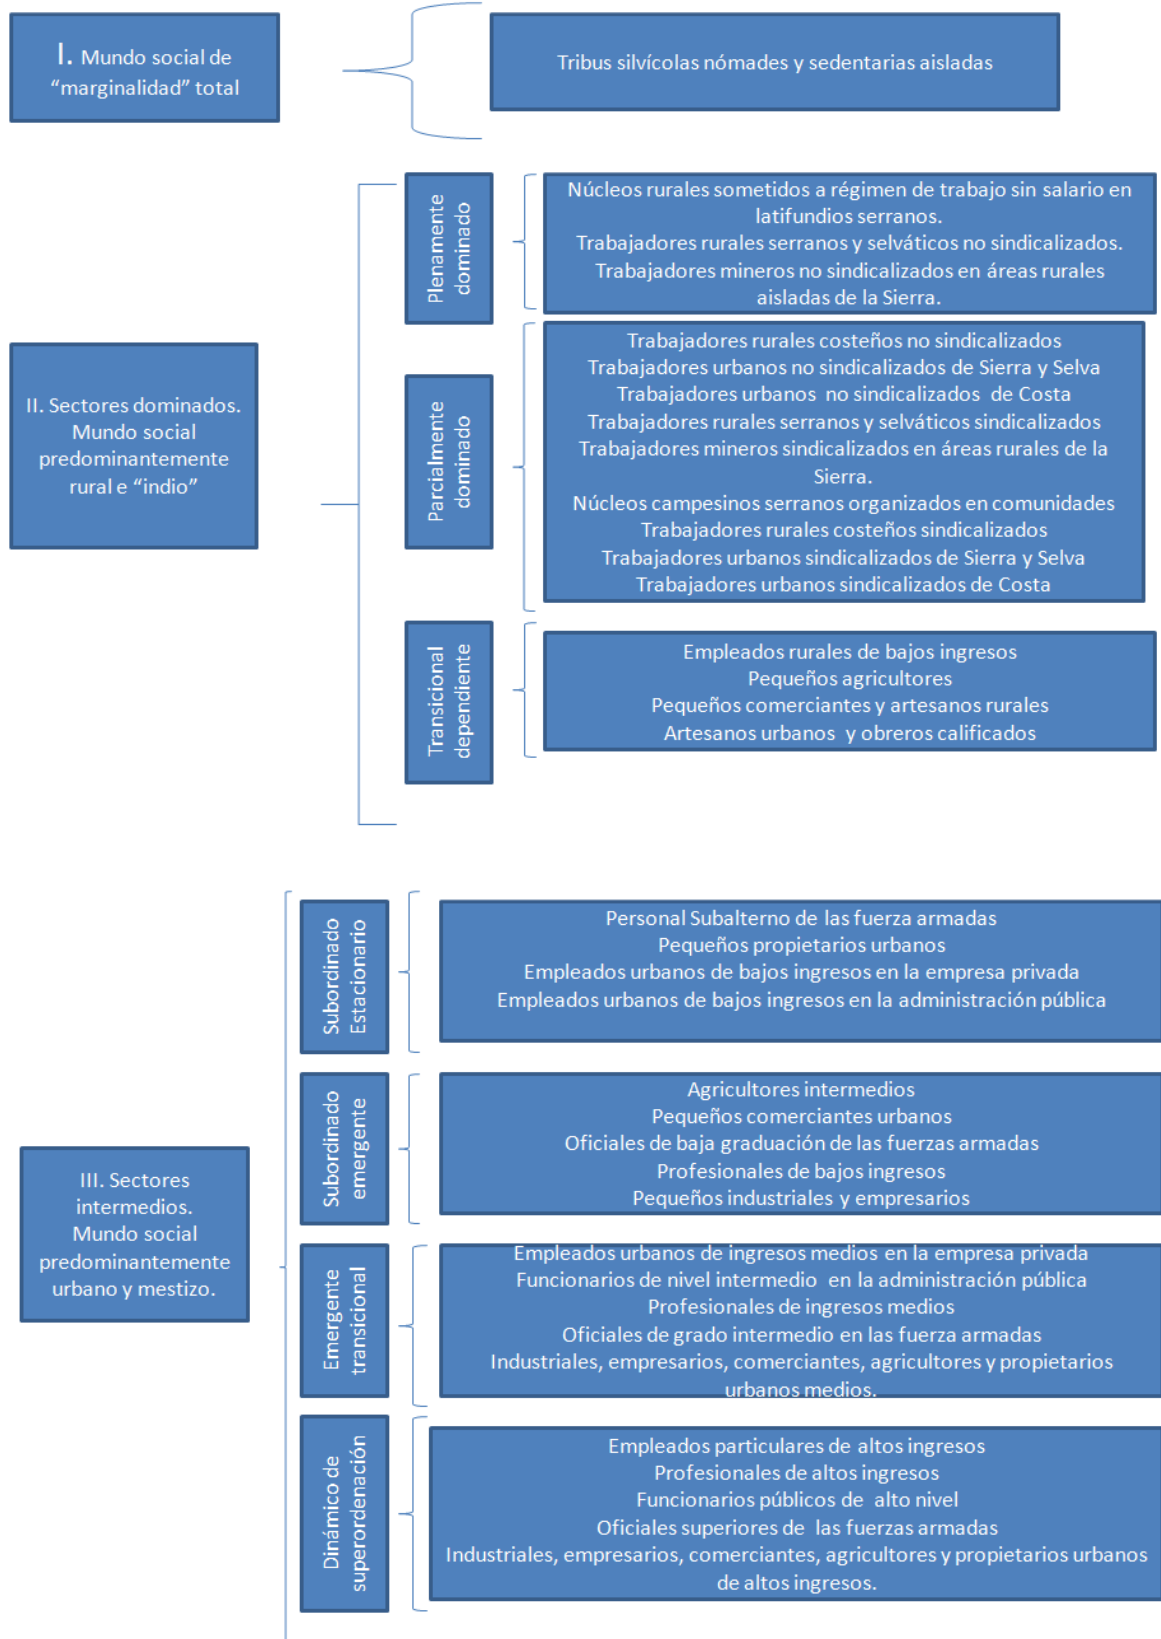 I. Mundo social de
“marginalidad” total
Tribus silvícolas nómades y sedentarias aisladas
II. Sectores dominados.
Mundo social
predominantemente
rural e “indio”
Plenamente
dominado
Núcleos rurales sometidos a régimen de trabajo sin salario en
latifundios serranos.
Trabajadores rurales serranos y selváticos no sindicalizados.
Trabajadores mineros no sindicalizados en áreas rurales
aisladas de la Sierra.
Parcialmente
dominado
Trabajadores rurales costeños no sindicalizados
Trabajadores urbanos no sindicalizados de Sierra y Selva
Trabajadores urbanos no sindicalizados de Costa
Trabajadores rurales serranos y selváticos sindicalizados
Trabajadores mineros sindicalizados en áreas rurales de la
Sierra.
Núcleos campesinos serranos organizados en comunidades
Trabajadores rurales costeños sindicalizados
Trabajadores urbanos sindicalizados de Sierra y Selva
Trabajadores urbanos sindicalizados de Costa
Transicional
dependiente
Empleados rurales de bajos ingresos
Pequeños agricultores
Pequeños comerciantes y artesanos rurales
Artesanos urbanos y obreros calificados
III. Sectores
intermedios.
Mundo social
predominantemente
urbano y mestizo.
Subordinado
Estacionario
Personal Subalterno de las fuerza armadas
Pequeños propietarios urbanos
Empleados urbanos de bajos ingresos en la empresa privada
Empleados urbanos de bajos ingresos en la administración pública
Subordinado
emergente
Agricultores intermedios
Pequeños comerciantes urbanos
Oficiales de baja graduación de las fuerzas armadas
Profesionales de bajos ingresos
Pequeños industriales y empresarios
Emergente
transicional
Empleados urbanos de ingresos medios en la empresa privada
Funcionarios de nivel intermedio en la administración pública
Profesionales de ingresos medios
Oficiales de grado intermedio en las fuerza armadas
Industriales, empresarios, comerciantes, agricultores y propietarios
urbanos medios.
Dinámico de
superordenación
Empleados particulares de altos ingresos
Profesionales de altos ingresos
Funcionarios públicos de alto nivel
Oficiales superiores de las fuerzas armadas
Industriales, empresarios, comerciantes, agricultores y propietarios urbanos
de altos ingresos.